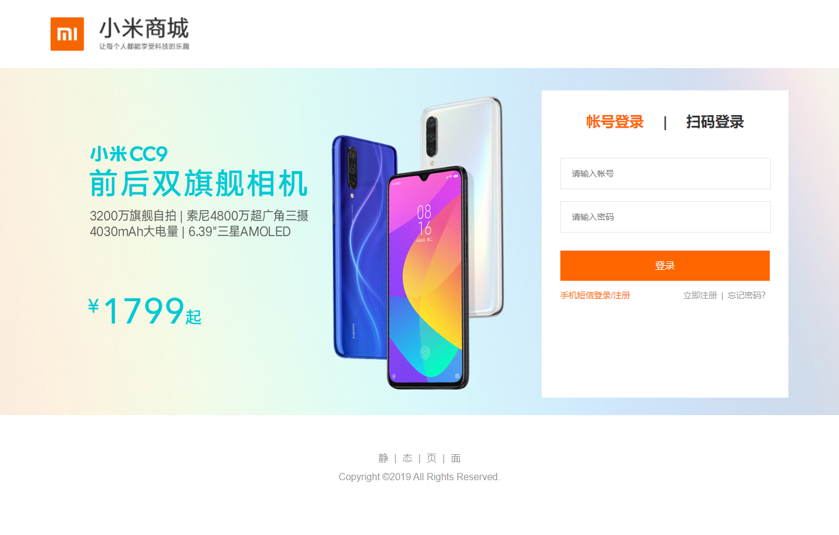 小米商城
让每个人都能享受科技的乐趣
帐号登录 | 扫码登录
小米CC9
前后双旗舰相机
3200万旗舰自拍 | 索尼4800万超广角三摄
4030mAh大电量 | 6.39"三星AMOLED
¥1799起
08
16
请输入帐号
请输入密码
登录
手机短信登录/注册
立即注册 | 忘记密码?
静 | 态 | 页 | 面
Copyright ©2019 All Rights Reserved.